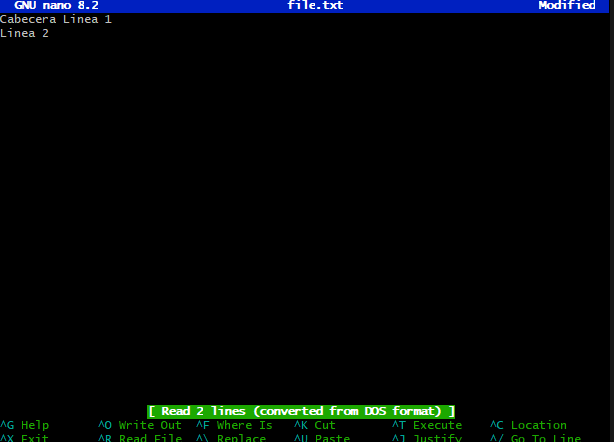 GNU nano 8.2 file.txt Modified
Cabecera Linea 1
Linea 2
[ Read 2 lines (converted from DOS format) ]
^G Help ^O Write Out ^F Where Is ^K Cut ^T Execute ^C Location
^X Exit ^R Read File ^\ Replace ^U Paste ^J Justify ^/ Go To Line